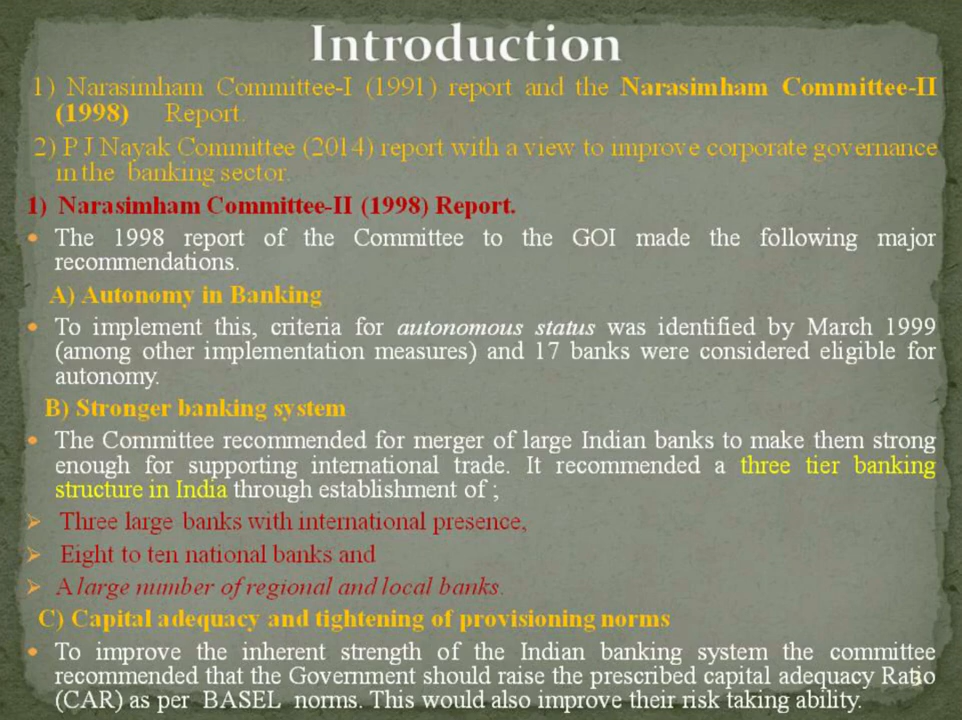 Introduction
1) Narasimham Committee-I (1991) report and the Narasimham Committee-II
(1998) Report.
2) P J Nayak Committee (2014) report with a view to improve corporate governance
in the banking sector.
1) Narasimham Committee-II (1998) Report.
• The 1998 report of the Committee to the GOI made the following major
recommendations.
A) Autonomy in Banking
• To implement this, criteria for autonomous status was identified by March 1999
(among other implementation measures) and 17 banks were considered eligible for
autonomy.
B) Stronger banking system
• The Committee recommended for merger of large Indian banks to make them strong
enough for supporting international trade. It recommended a three tier banking
structure in India through establishment of ;
➢ Three large banks with international presence,
➢ Eight to ten national banks and
➢ A large number of regional and local banks.
C) Capital adequacy and tightening of provisioning norms
• To improve the inherent strength of the Indian banking system the committee
recommended that the Government should raise the prescribed capital adequacy Ratio
(CAR) as per BASEL norms. This would also improve their risk taking ability.
3